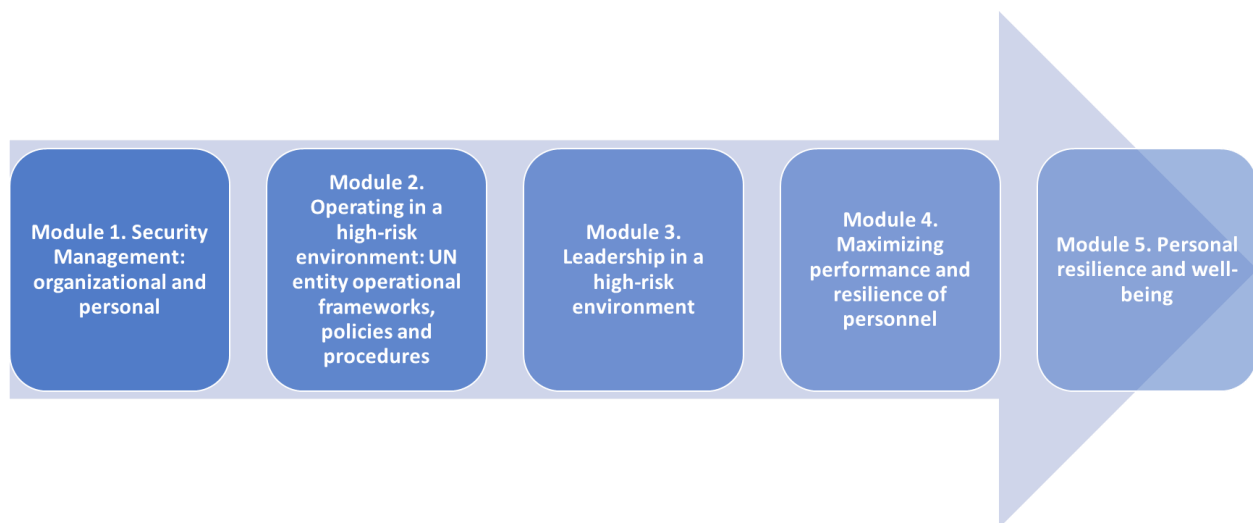 Module 1. Security
Management:
organizational and
personal
Module 2.
Operating in a
high-risk
environment: UN
entity operational
frameworks,
policies and
procedures
Module 3.
Leadership in a
high-risk
environment
Module 4.
Maximizing
performance and
resilience of
personnel
Module 5. Personal
resilience and well-
being